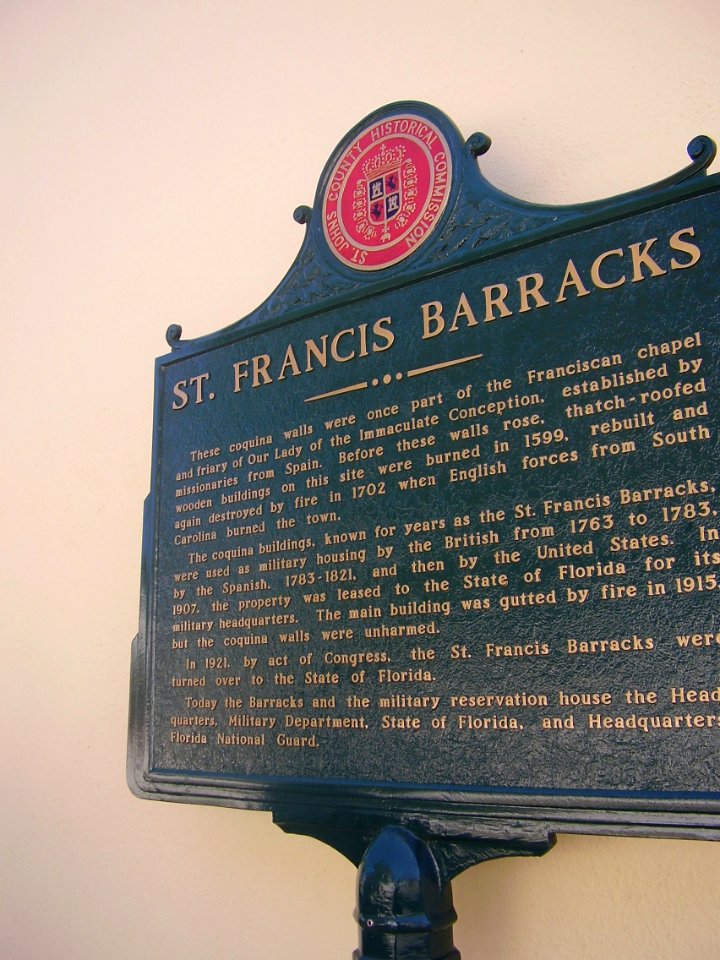 ST. JOHNS COUNTY HISTORICAL COMMISSION
ST. FRANCIS BARRACKS
These coquina walls were once part of the Franciscan chapel
and friary of Our Lady of the Immaculate Conception, established by
missionaries from Spain. Before these walls rose, thatch-roofed
wooden buildings on this site were burned in 1599, rebuilt and
again destroyed by fire in 1702 when English forces from South
Carolina burned the town.
The coquina buildings, known for years as the St. Francis Barracks,
were used as military housing by the British from 1763 to 1783,
by the Spanish, 1783-1821, and then by the United States. In
1907, the property was leased to the State of Florida for its
military headquarters. The main building was gutted by fire in 1915,
but the coquina walls were unharmed.
In 1921, by act of Congress, the St. Francis Barracks were
turned over to the State of Florida.
Today the Barracks and the military reservation house the Head
quarters, Military Department, State of Florida, and Headquarters
Florida National Guard.